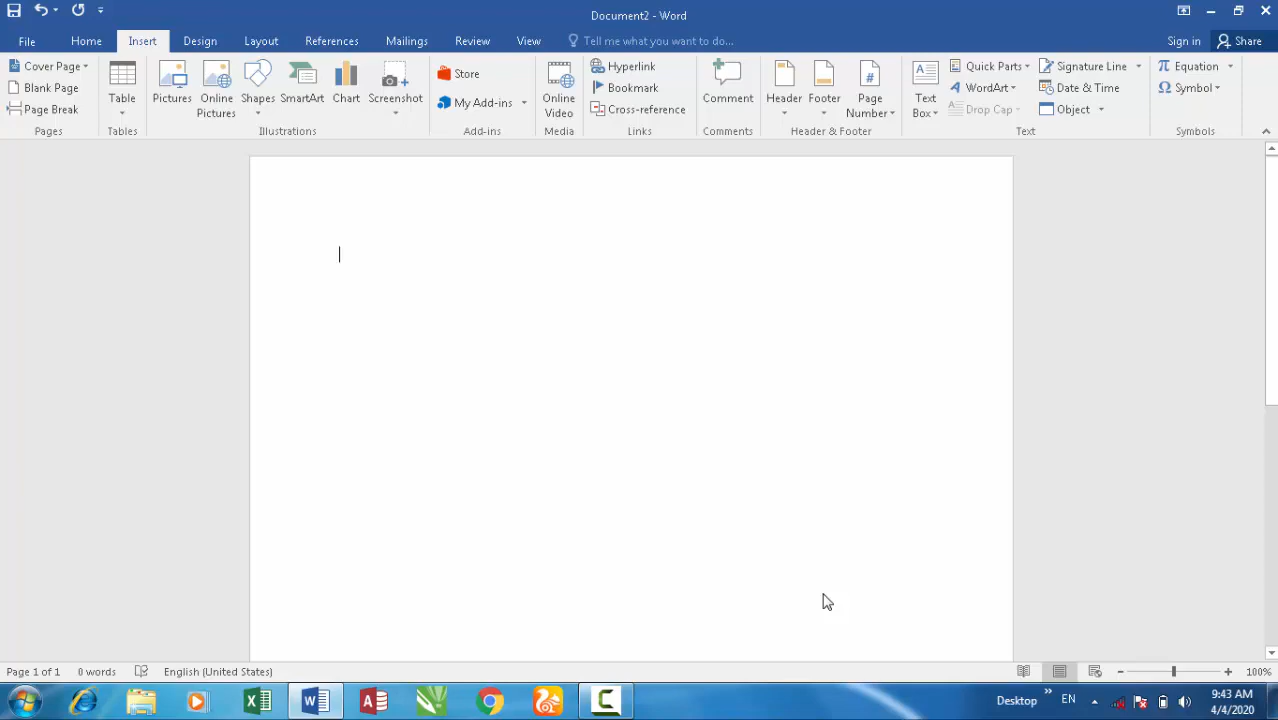 Document2 - Word
File Home Insert Design Layout References Mailings Review View Tell me what you want to do... Sign in Share
Cover Page
Blank Page
Page Break
Pages
Table
Tables
Pictures
Online Pictures
Shapes
SmartArt
Chart
Screenshot
Illustrations
Store
My Add-ins
Add-ins
Online Video
Media
Hyperlink
Bookmark
Cross-reference
Links
Comment
Comments
Header
Footer
Page Number
Header & Footer
Text Box
Quick Parts
WordArt
Drop Cap
Signature Line
Date & Time
Object
Text
Equation
Symbol
Symbols
Page 1 of 1 0 words English (United States) 100%
Desktop EN
9:43 AM
4/4/2020